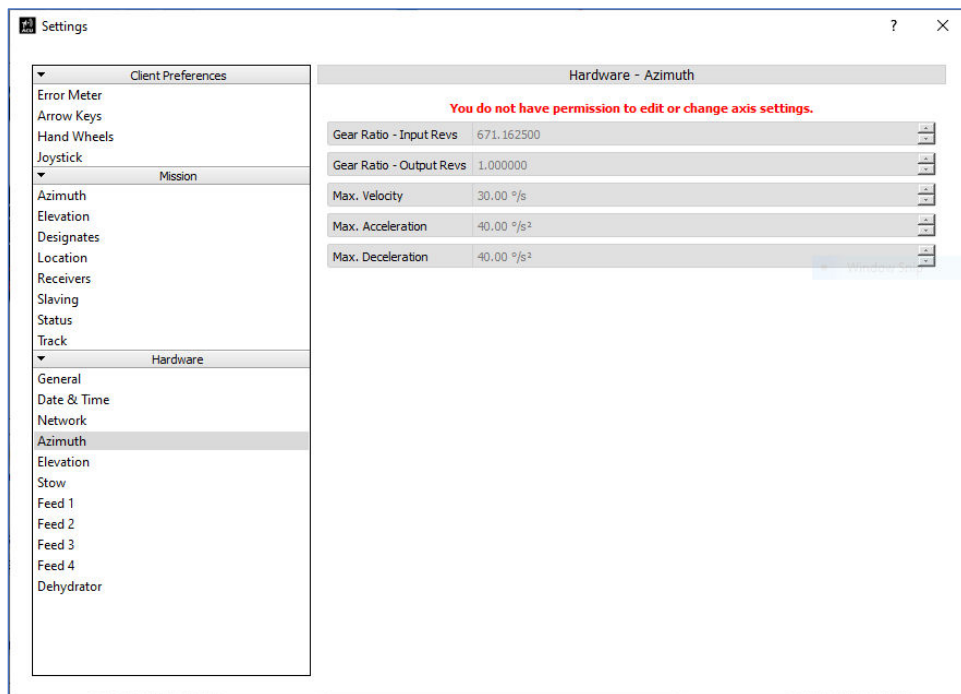 Settings
?
Client Preferences
Error Meter
Arrow Keys
Hand Wheels
Joystick
Mission
Azimuth
Elevation
Designates
Location
Receivers
Slaving
Status
Track
Hardware
General
Date & Time
Network
Azimuth
Elevation
Stow
Feed 1
Feed 2
Feed 3
Feed 4
Dehydrator
Hardware - Azimuth
You do not have permission to edit or change axis settings.
Gear Ratio - Input Revs 671.162500
Gear Ratio - Output Revs 1.000000
Max. Velocity 30.00 °/s
Max. Acceleration 40.00 °/s²
Max. Deceleration 40.00 °/s²
Window Snip